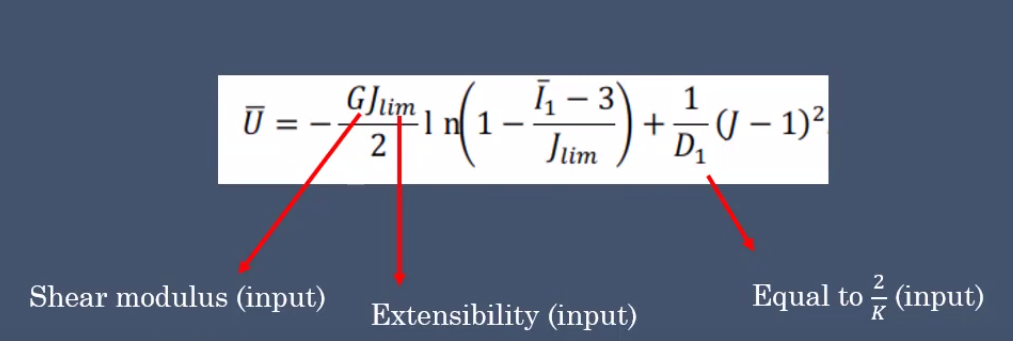 Ū = −(GJ_lim/2) ln(1 − (Ī₁ − 3)/J_lim) + (1/D₁)(J − 1)²
Shear modulus (input)
Extensibility (input)
Equal to 2/K (input)